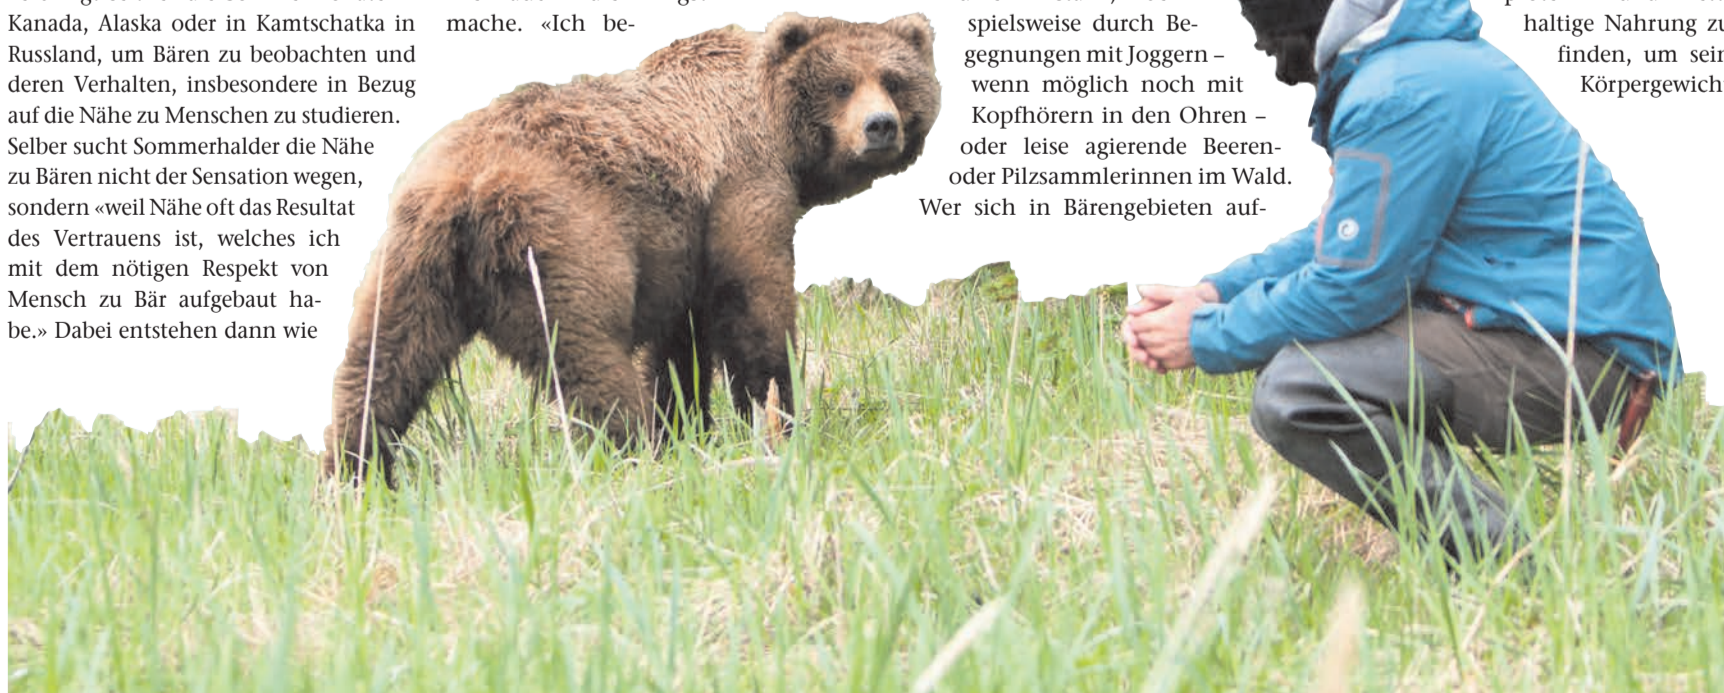 Kanada, Alaska oder in Kamtschatka in
Russland, um Bären zu beobachten und
deren Verhalten, insbesondere in Bezug
auf die Nähe zu Menschen zu studieren.
Selber sucht Sommerhalder die Nähe
zu Bären nicht der Sensation wegen,
sondern «weil Nähe oft das Resultat
des Vertrauens ist, welches ich
mit dem nötigen Respekt von
Mensch zu Bär aufgebaut ha-
be.» Dabei entstehen dann wie
mache. «Ich be-
spielsweise durch Be-
gegnungen mit Joggern –
wenn möglich noch mit
Kopfhörern in den Ohren –
oder leise agierende Beeren-
oder Pilzsammlerinnen im Wald.
Wer sich in Bärengebieten auf-
haltige Nahrung zu
finden, um sein
Körpergewicht